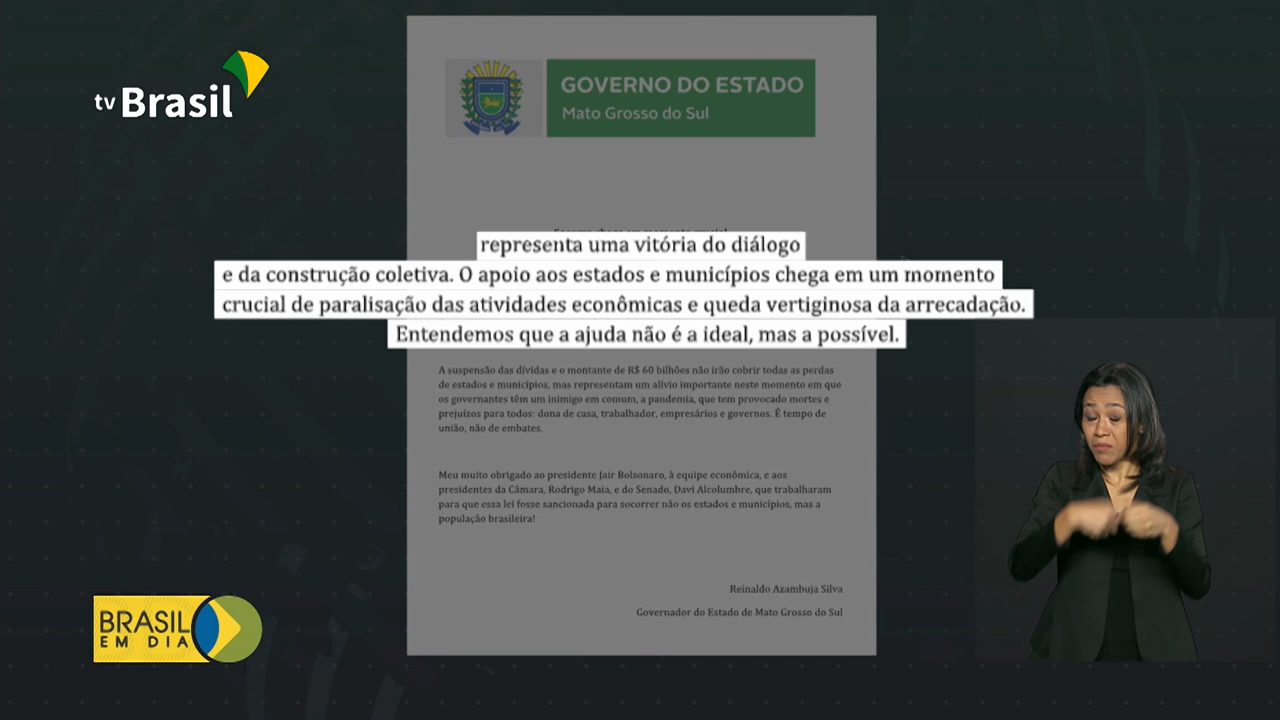 tv Brasil
GOVERNO DO ESTADO
Mato Grosso do Sul
representa uma vitória do diálogo
e da construção coletiva. O apoio aos estados e municípios chega em um momento
crucial de paralisação das atividades econômicas e queda vertiginosa da arrecadação.
Entendemos que a ajuda não é a ideal, mas a possível.
A suspensão das dívidas e o montante de R$ 60 bilhões não irão cobrir todas as perdas
de estados e municípios, mas representam um alívio importante neste momento em que
os governantes têm um inimigo em comum, a pandemia, que tem provocado mortes e
prejuízos para todos: dona de casa, trabalhador, empresários e governos. É tempo de
união, não de embates.
Meu muito obrigado ao presidente Jair Bolsonaro, à equipe econômica, e aos
presidentes da Câmara, Rodrigo Maia, e do Senado, Davi Alcolumbre, que trabalharam
para que essa lei fosse sancionada para socorrer não os estados e municípios, mas a
população brasileira!
Reinaldo Azambuja Silva
Governador do Estado de Mato Grosso do Sul
BRASIL
EM DIA